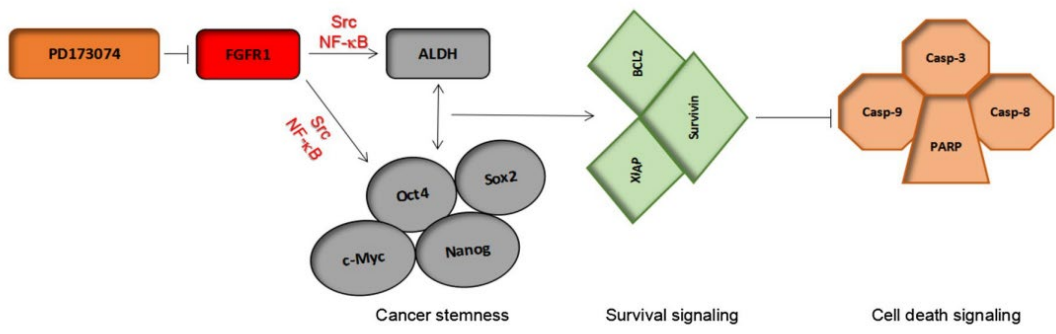 PD173074
FGFR1
Src
NF-κB
ALDH
Src
NF-κB
Oct4
Sox2
c-Myc
Nanog
BCL2
Survivin
XIAP
Casp-3
Casp-9
Casp-8
PARP
Cancer stemness
Survival signaling
Cell death signaling